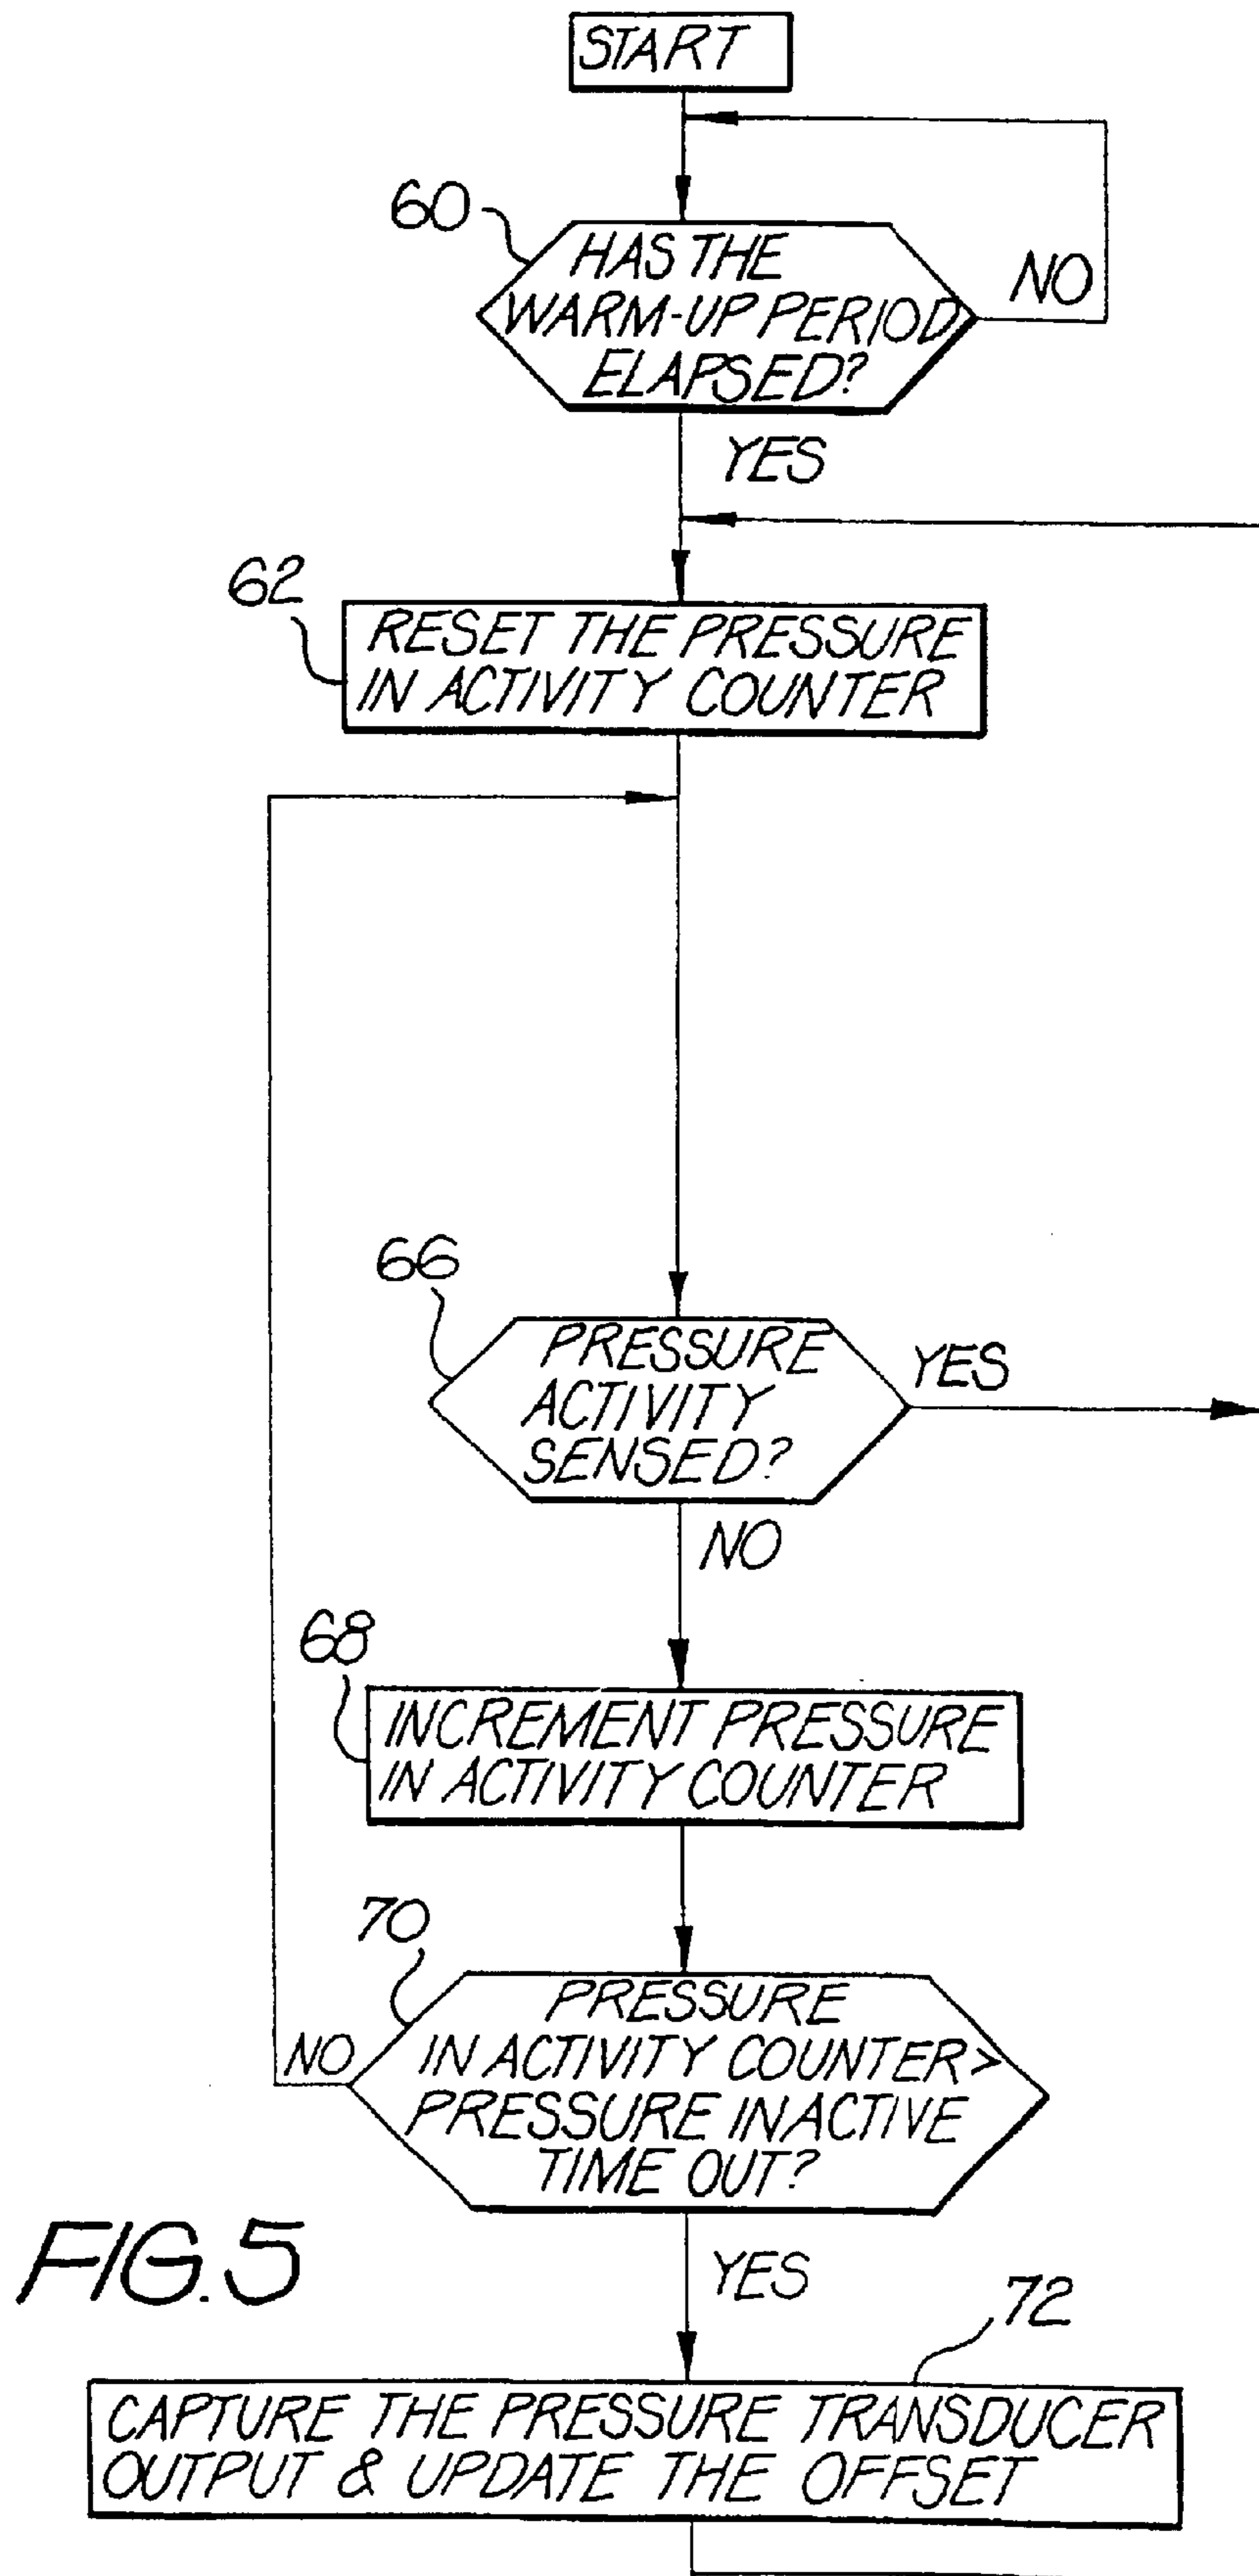 START
60
HAS THE
WARM-UP PERIOD
ELAPSED?
NO
YES
62
RESET THE PRESSURE
IN ACTIVITY COUNTER
66
PRESSURE
ACTIVITY
SENSED?
YES
NO
68
INCREMENT PRESSURE
IN ACTIVITY COUNTER
70
PRESSURE
IN ACTIVITY COUNTER >
PRESSURE INACTIVE
TIME OUT?
NO
YES
FIG. 5
72
CAPTURE THE PRESSURE TRANSDUCER
OUTPUT & UPDATE THE OFFSET